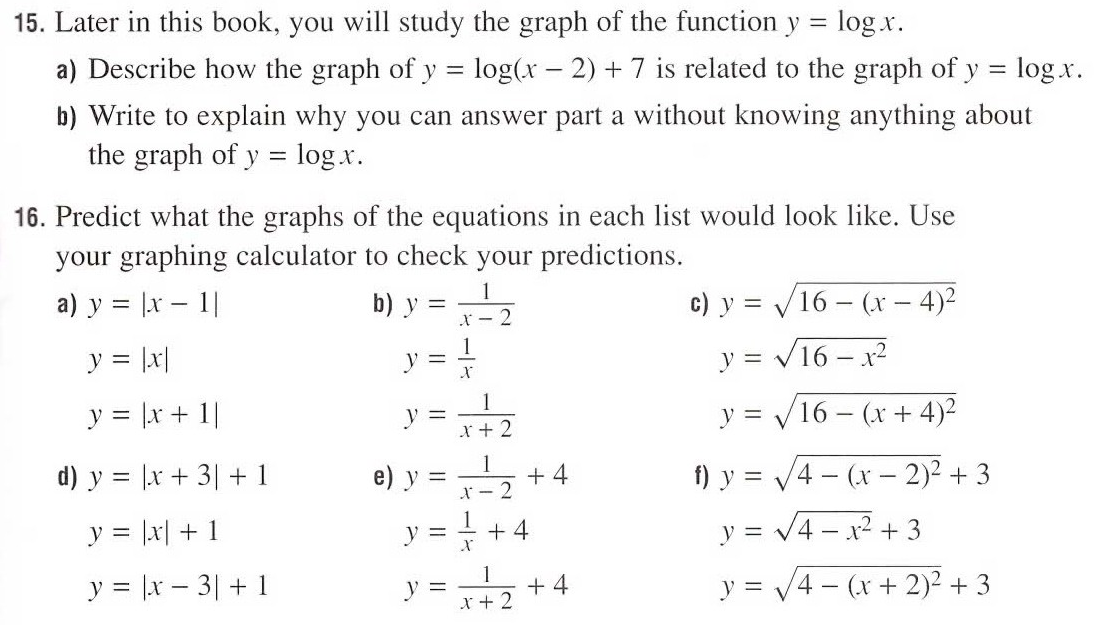 15. Later in this book, you will study the graph of the function y = log x.
a) Describe how the graph of y = log(x − 2) + 7 is related to the graph of y = log x.
b) Write to explain why you can answer part a without knowing anything about
the graph of y = log x.
16. Predict what the graphs of the equations in each list would look like. Use
your graphing calculator to check your predictions.
a) y = |x − 1|
y = |x|
y = |x + 1|
b) y = 1/(x − 2)
y = 1/x
y = 1/(x + 2)
c) y = √(16 − (x − 4)²)
y = √(16 − x²)
y = √(16 − (x + 4)²)
d) y = |x + 3| + 1
y = |x| + 1
y = |x − 3| + 1
e) y = 1/(x − 2) + 4
y = 1/x + 4
y = 1/(x + 2) + 4
f) y = √(4 − (x − 2)²) + 3
y = √(4 − x²) + 3
y = √(4 − (x + 2)²) + 3